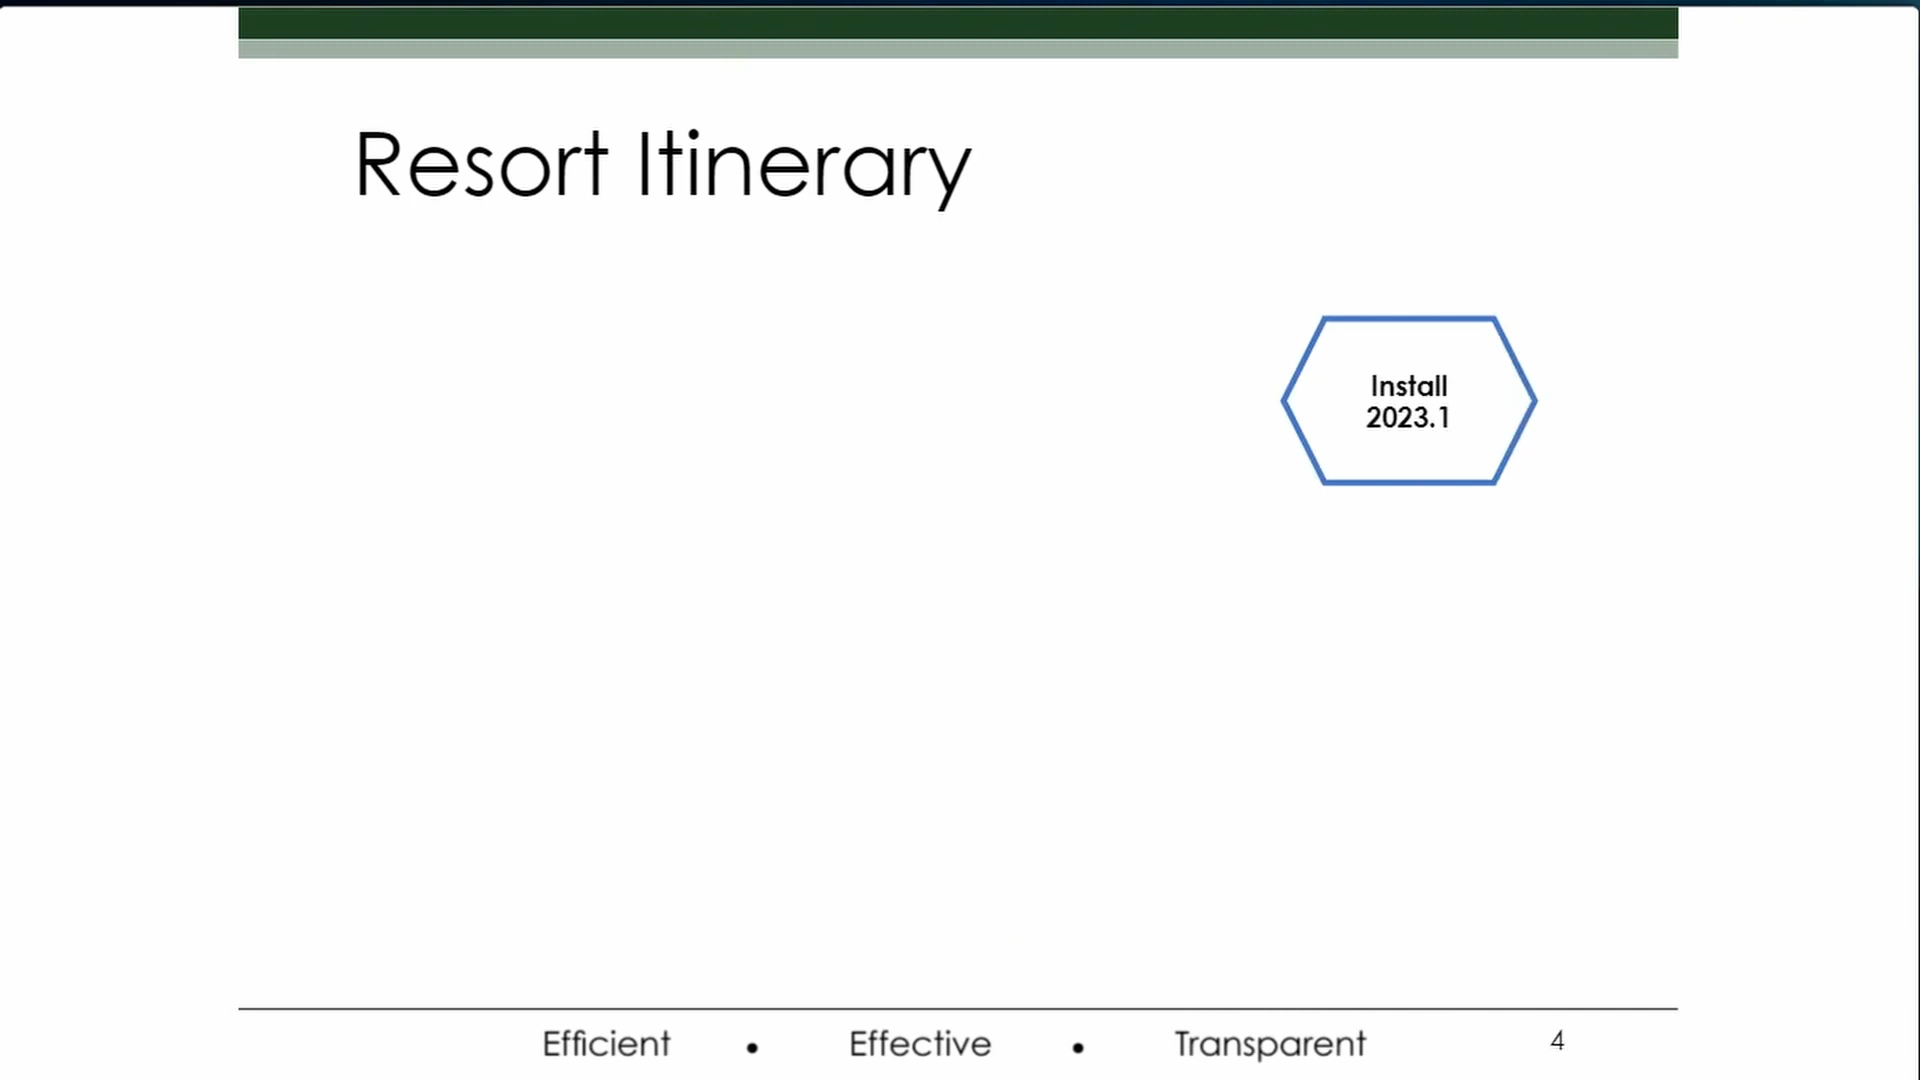 Resort Itinerary
Install
2023.1
Efficient • Effective • Transparent 4